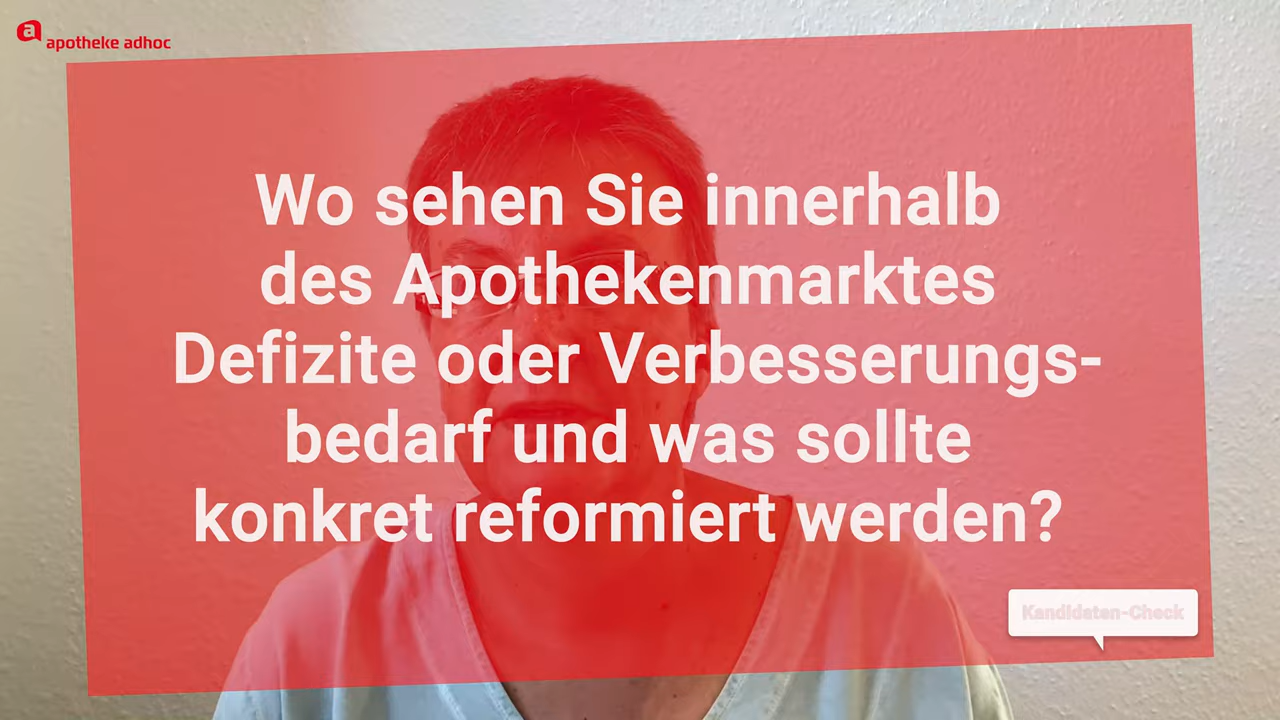 apotheke adhoc
Wo sehen Sie innerhalb
des Apothekenmarktes
Defizite oder Verbesserungs-
bedarf und was sollte
konkret reformiert werden?
Kandidaten-Check